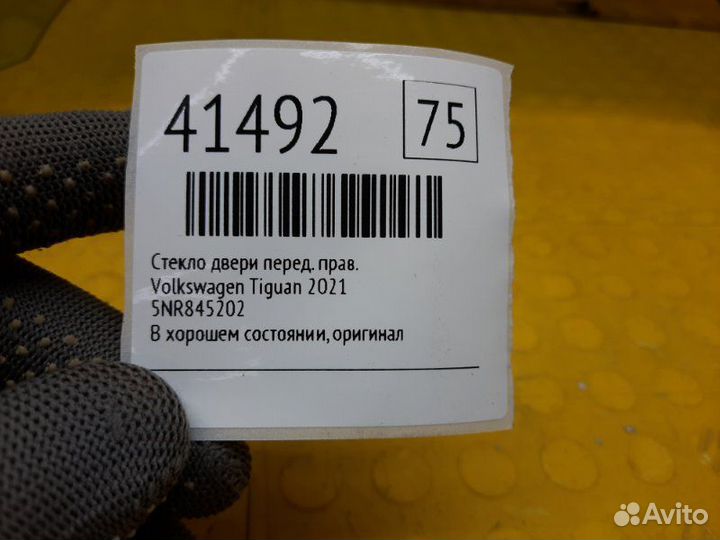 41492
75
Стекло двери перед. прав.
Volkswagen Tiguan 2021
5NR845202
В хорошем состоянии, оригинал
Avito